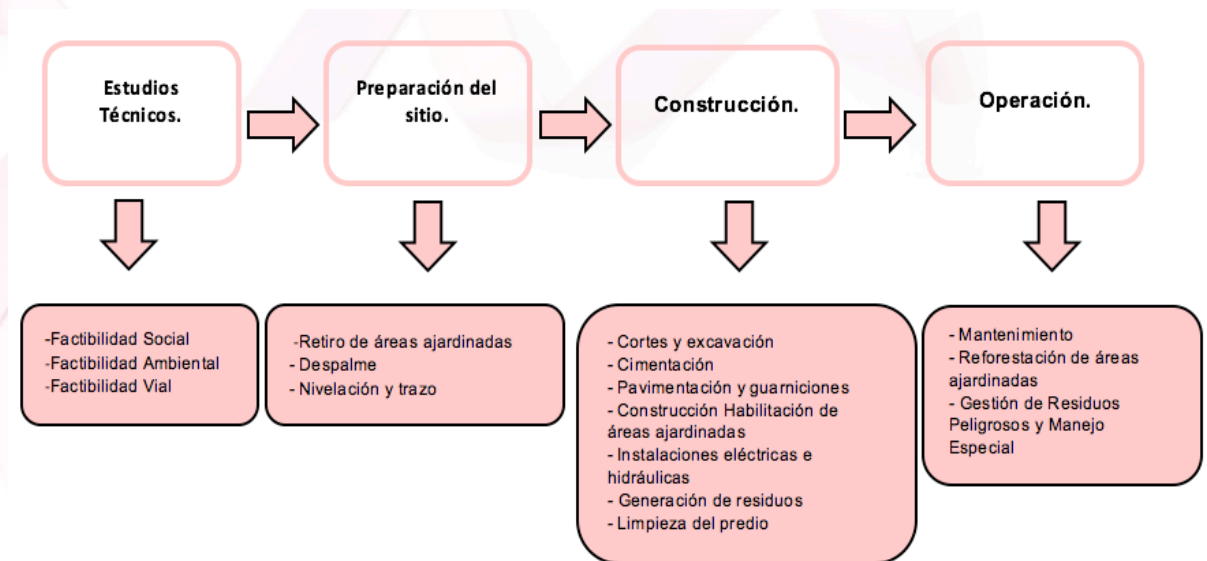 Estudios
Técnicos.
Preparación del
sitio.
Construcción.
Operación.
-Factibilidad Social
-Factibilidad Ambiental
-Factibilidad Vial
-Retiro de áreas ajardinadas
- Despalme
- Nivelación y trazo
- Cortes y excavación
- Cimentación
- Pavimentación y guarniciones
- Construcción Habilitación de
áreas ajardinadas
- Instalaciones eléctricas e
hidráulicas
- Generación de residuos
- Limpieza del predio
- Mantenimiento
- Reforestación de áreas
ajardinadas
- Gestión de Residuos
Peligrosos y Manejo
Especial